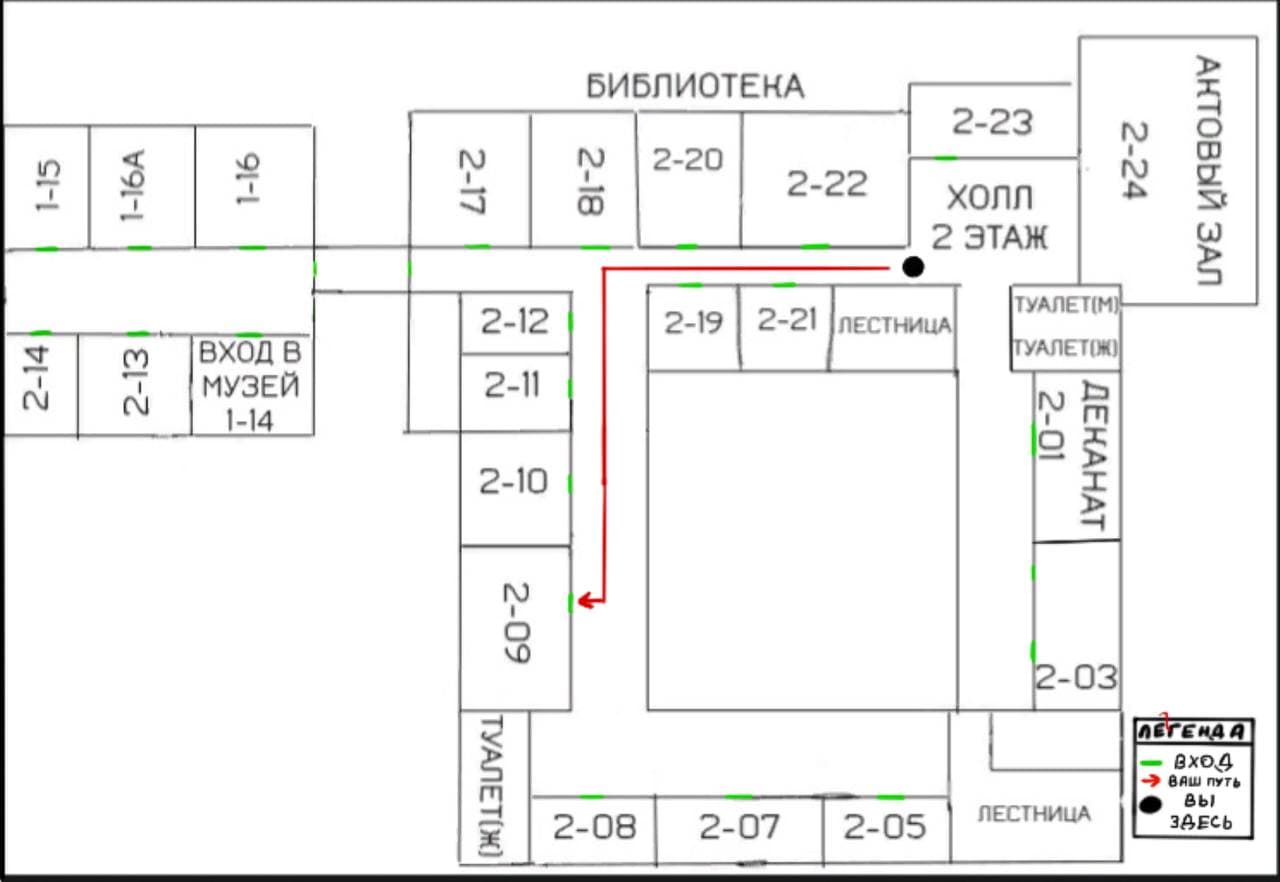 БИБЛИОТЕКА
1-15
1-16А
1-16
2-17
2-18
2-20
2-22
2-23
ХОЛЛ
2 ЭТАЖ
2-24
АКТОВЫЙ ЗАЛ
2-14
2-13
ВХОД В
МУЗЕЙ
1-14
2-12
2-11
2-10
2-09
2-19
2-21
ЛЕСТНИЦА
ТУАЛЕТ(М)
ТУАЛЕТ(Ж)
2-01
ДЕКАНАТ
2-03
ТУАЛЕТ(Ж)
2-08
2-07
2-05
ЛЕСТНИЦА
ЛЕГЕНДА
ВХОД
ВАШ ПУТЬ
ВЫ
ЗДЕСЬ